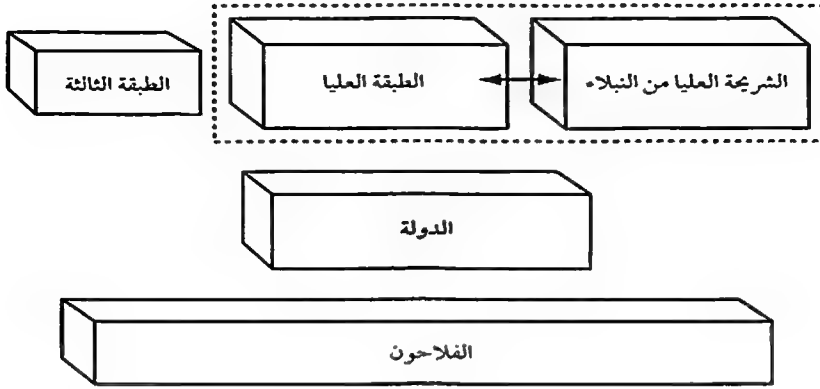 الشريحة العليا من النبلاء
الطبقة العليا
الطبقة الثالثة
الدولة
الفلاحون